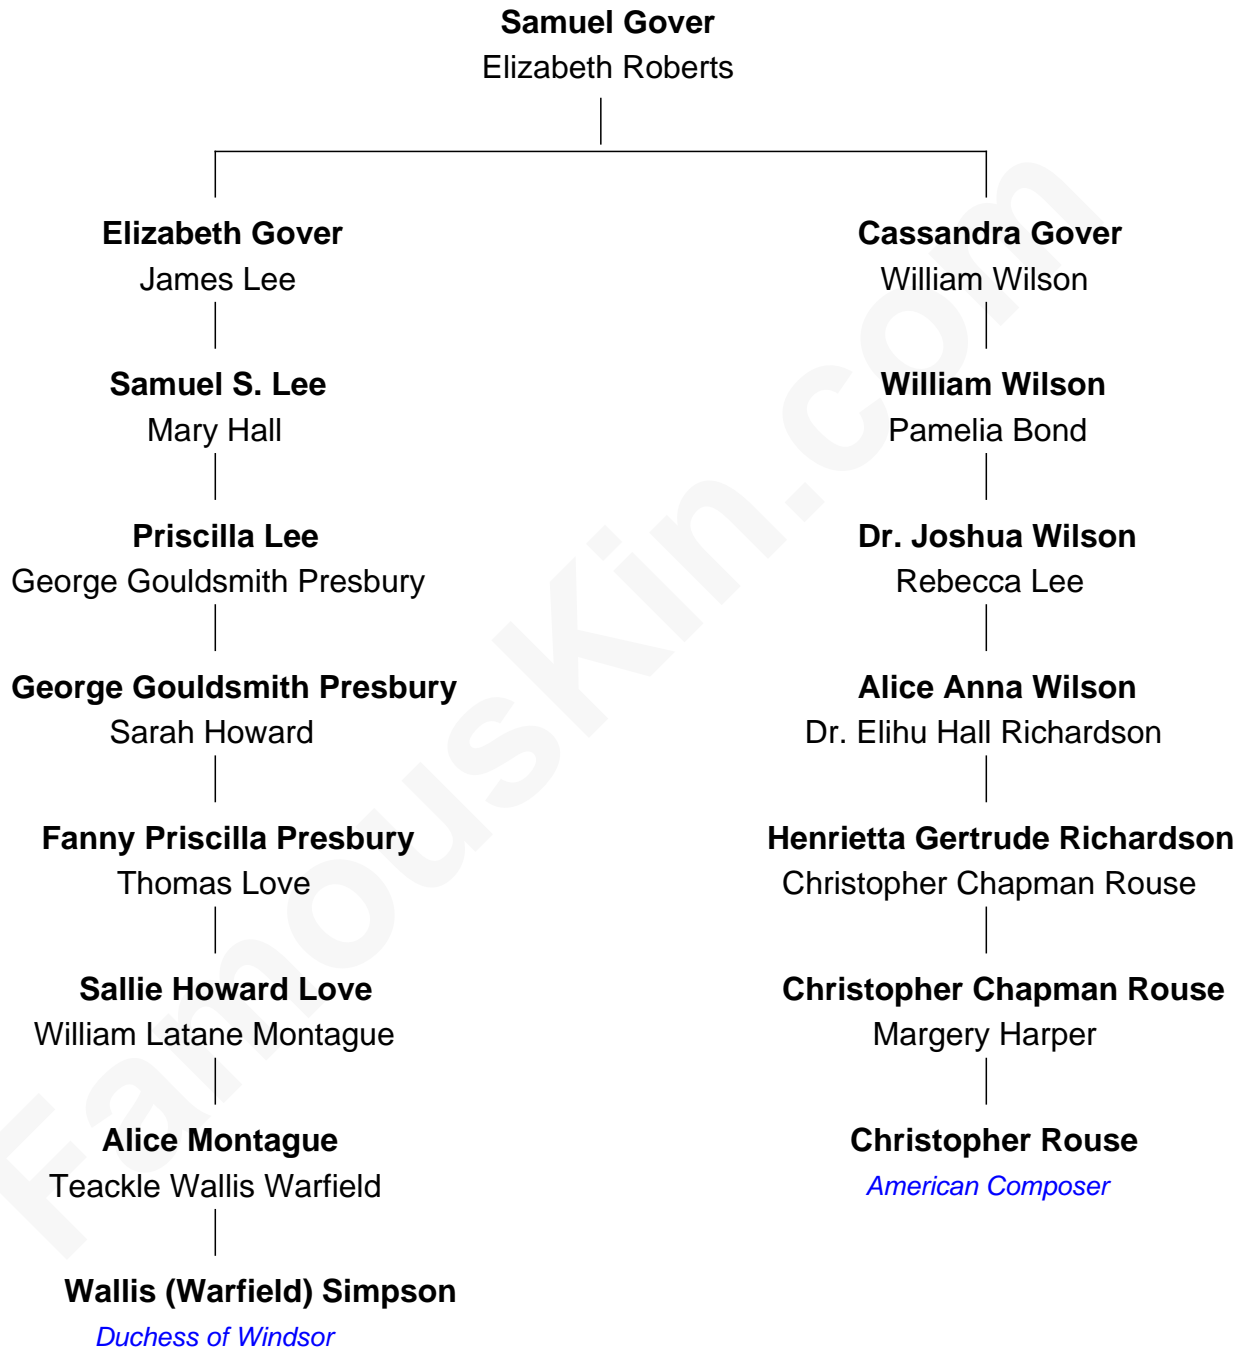 Samuel Gover
Elizabeth Roberts
Elizabeth Gover
James Lee
Samuel S. Lee
Mary Hall
Priscilla Lee
George Gouldsmith Presbury
George Gouldsmith Presbury
Sarah Howard
Fanny Priscilla Presbury
Thomas Love
Sallie Howard Love
William Latane Montague
Alice Montague
Teackle Wallis Warfield
Wallis (Warfield) Simpson
Duchess of Windsor
Cassandra Gover
William Wilson
William Wilson
Pamelia Bond
Dr. Joshua Wilson
Rebecca Lee
Alice Anna Wilson
Dr. Elihu Hall Richardson
Henrietta Gertrude Richardson
Christopher Chapman Rouse
Christopher Chapman Rouse
Margery Harper
Christopher Rouse
American Composer
FamousKin.com